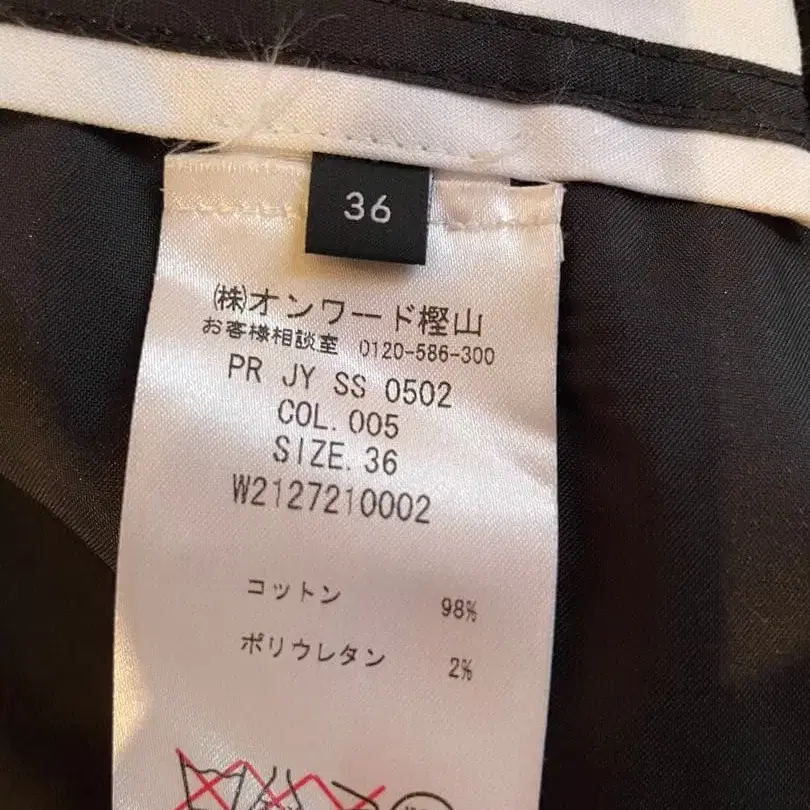 36
㈱オンワード樫山
お客様相談室 0120-586-300
PR JY SS 0502
COL. 005
SIZE. 36
W2127210002
コットン 98%
ポリウレタン 2%